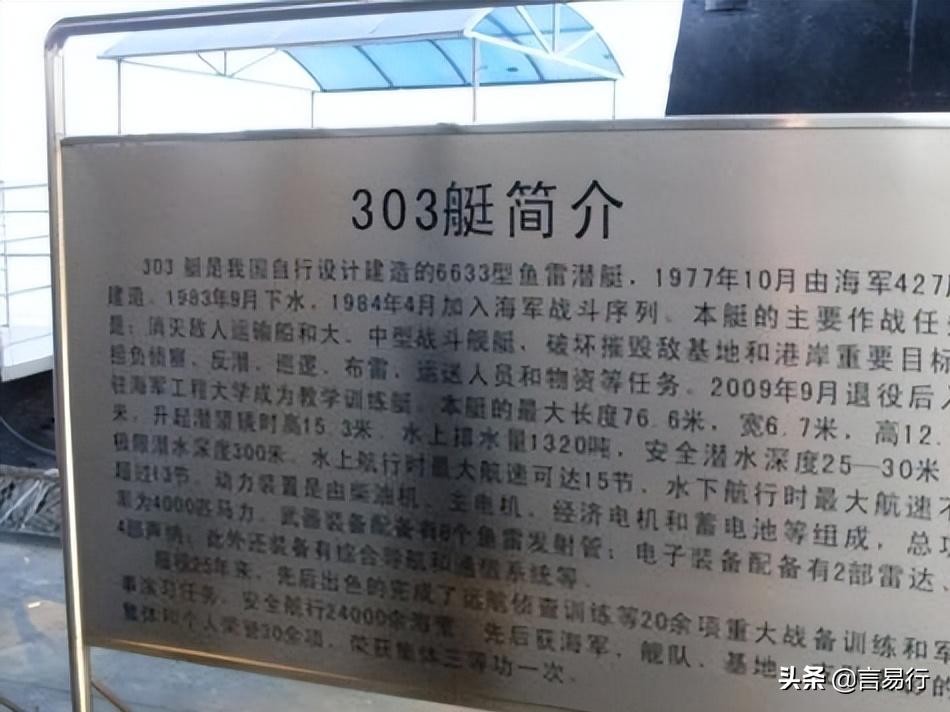 303艇简介
303 艇是我国自行设计建造的6633型鱼雷潜艇,1977年10月由海军427
建造。1983年9月下水,1984年4月加入海军战斗序列。本艇的主要作战任
是:消灭敌人运输船和大、中型战斗舰艇,破坏摧毁敌基地和港岸重要目标
担负侦察、反潜、巡逻、布雷、运送人员和物资等任务。2009年9月退役后
驻海军工程大学成为教学训练艇。本艇的最大长度76.6米,宽6.7米,高12.
米,升起潜望镜时高15.3米,水上排水量1320吨,安全潜水深度25—30米
极限潜水深度300米,水上航行时最大航速可达15节,水下航行时最大航速不
超过13节。动力装置是由柴油机、主电机、经济电机和蓄电池等组成,总功
率为4000匹马力。武器装备配备有8个鱼雷发射管;电子装备配备有2部雷达
4部声纳;此外还装备有综合导航和通信系统等。
服役25年来,先后出色的完成了远航侦查训练等20余项重大战备训练和军
事演习任务,安全航行24000余海里,先后获海军、舰队、基地
集体和个人荣誉30余项,荣获集体三等功一次。
头条 @言易行